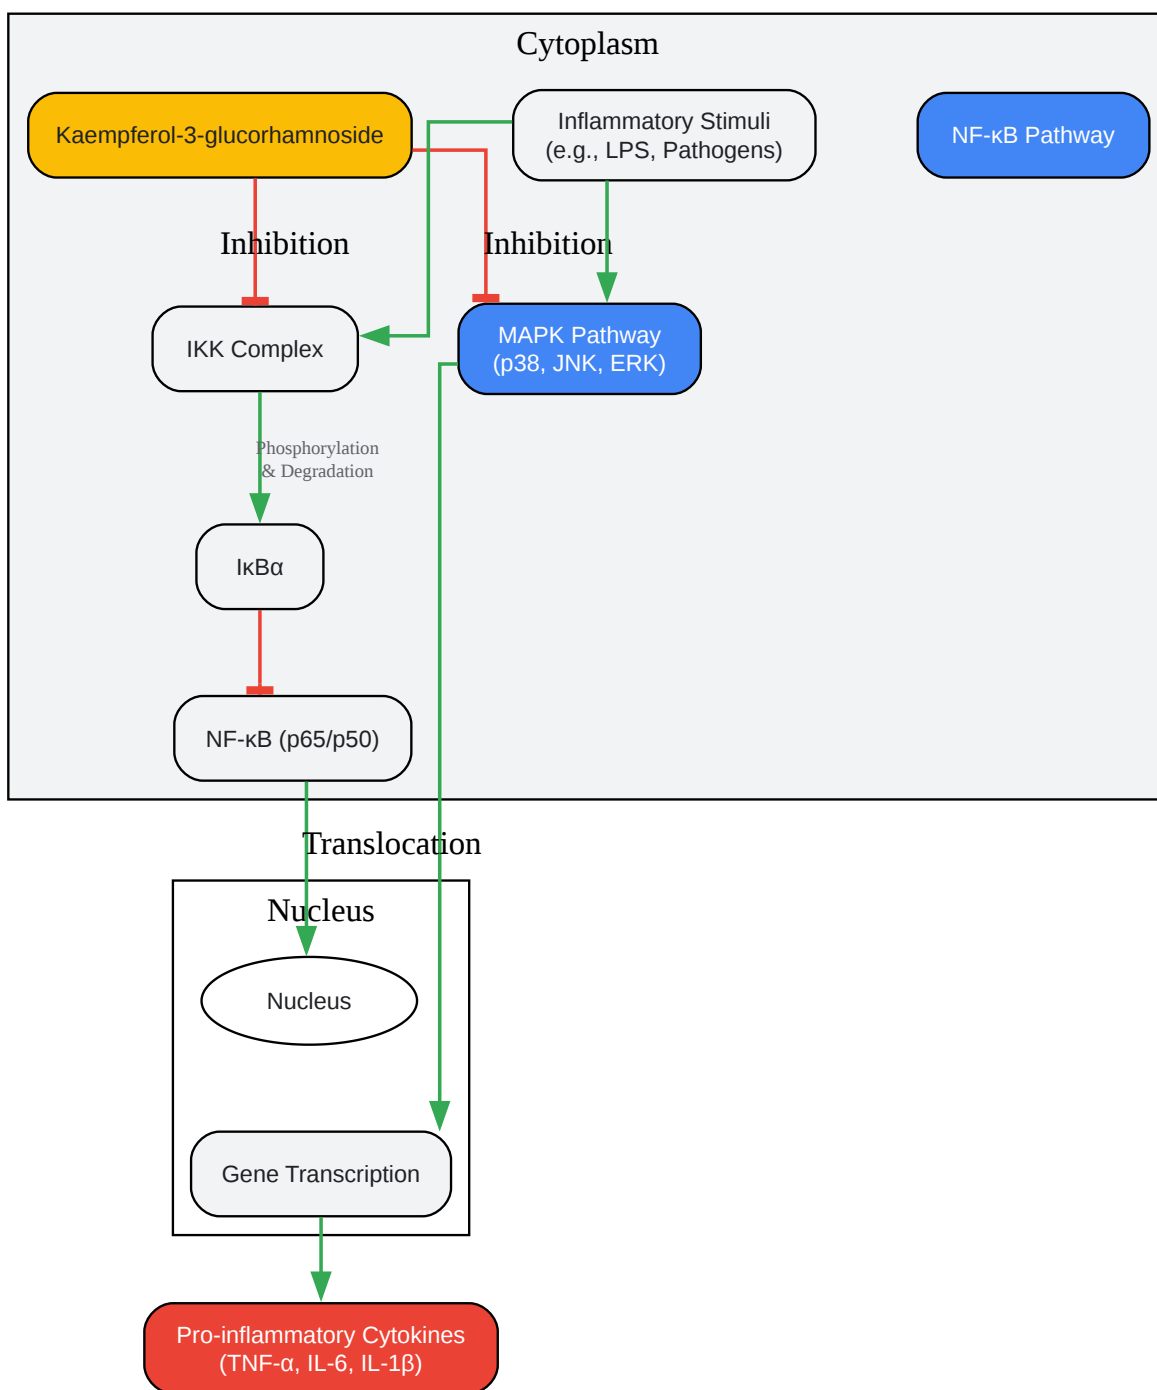 Cytoplasm
Kaempferol-3-glucorhamnoside
Inflammatory Stimuli
(e.g., LPS, Pathogens)
NF-κB Pathway
Inhibition
Inhibition
IKK Complex
MAPK Pathway
(p38, JNK, ERK)
Phosphorylation
& Degradation
IκBα
NF-κB (p65/p50)
Translocation
Nucleus
Nucleus
Gene Transcription
Pro-inflammatory Cytokines
(TNF-α, IL-6, IL-1β)